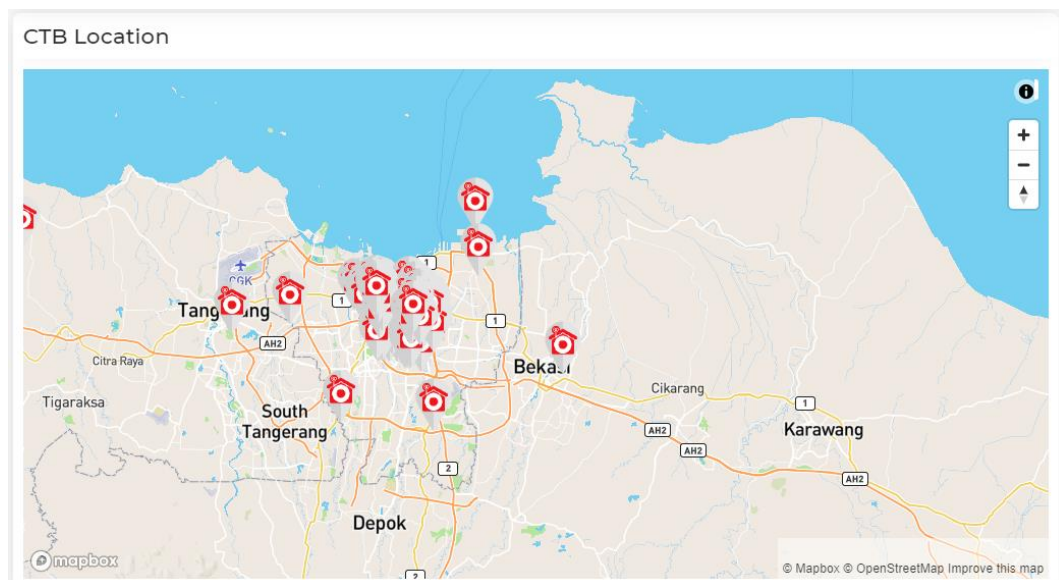 CTB Location
1
CGK
1
Tangerang
1
AH2
Citra Raya
Bekasi
Cikarang
Tigaraksa
1
South
Tangerang
AH2
Karawang
AH2
2
AH2
Depok
2
mapbox
© Mapbox © OpenStreetMap Improve this map